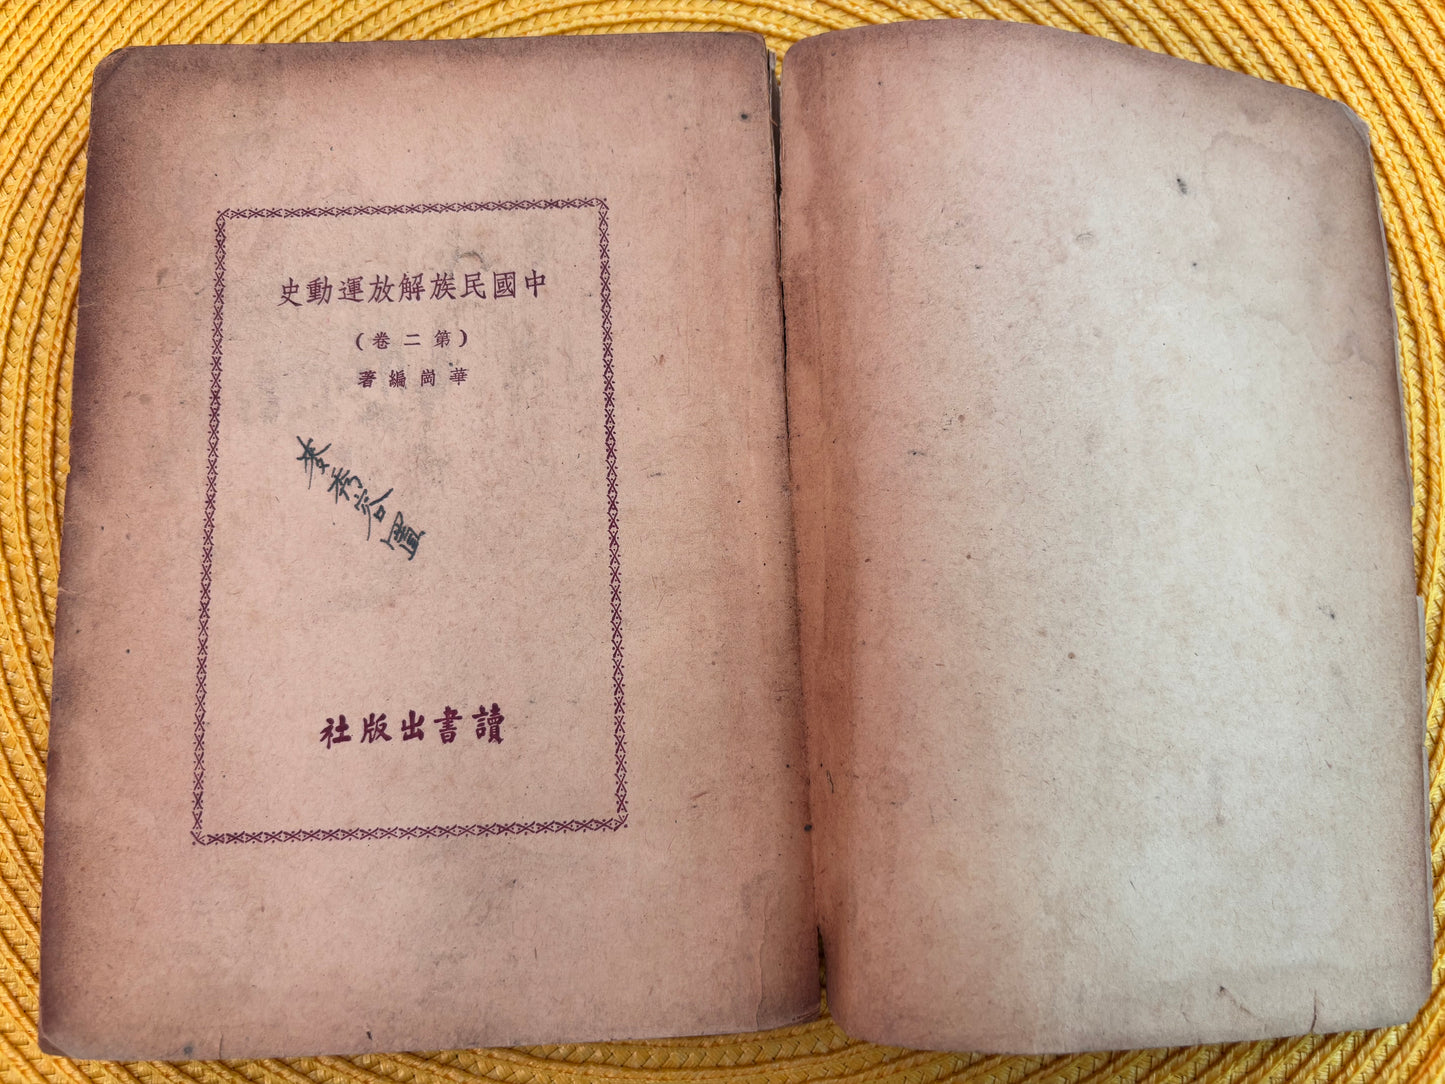 中國民族解放運動史
(第二卷)
華崗編著
讀書出版社